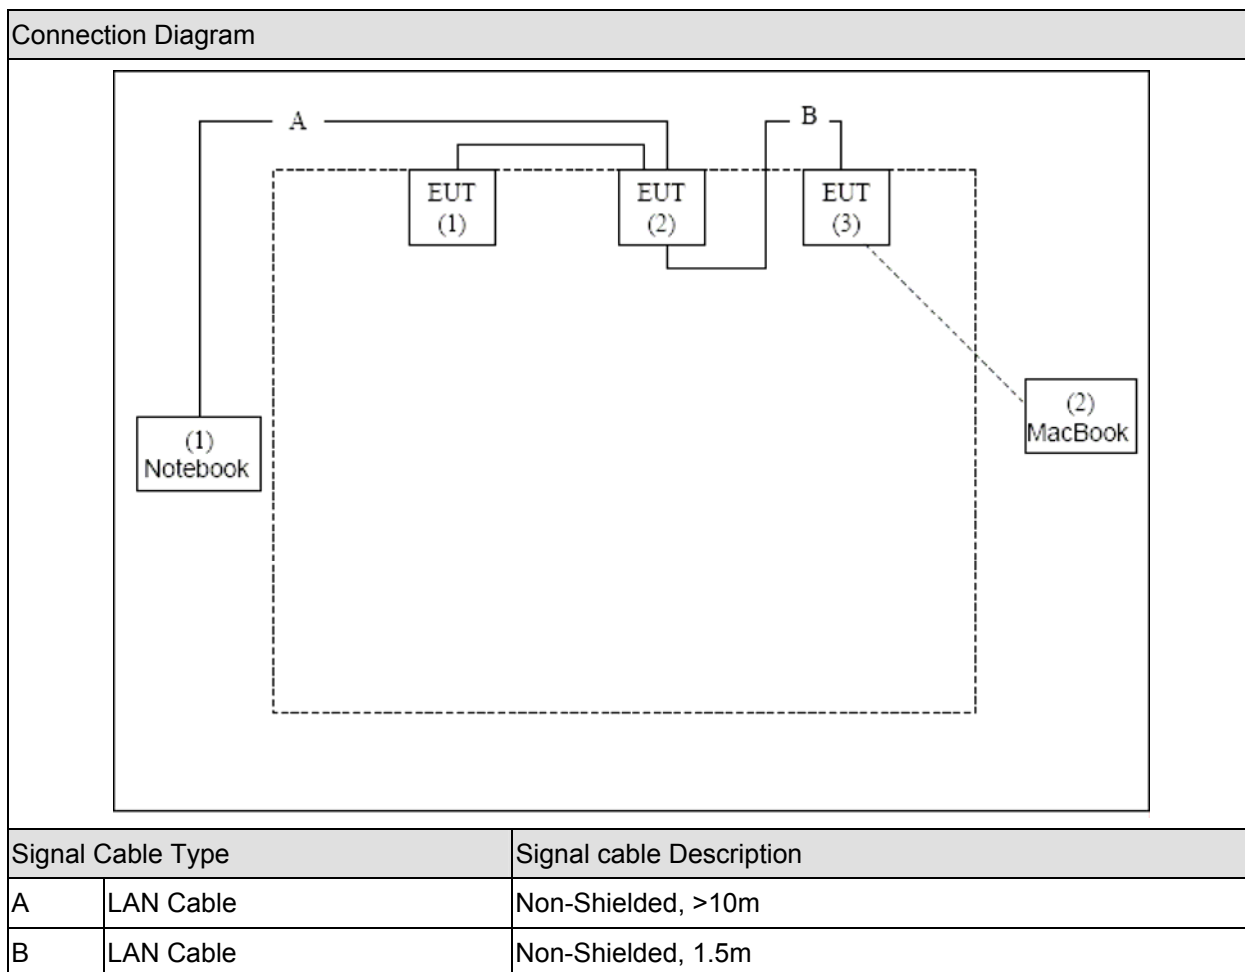 Connection Diagram
A
B
EUT
(1)
EUT
(2)
EUT
(3)
(1)
Notebook
(2)
MacBook
Signal Cable Type Signal cable Description
A LAN Cable Non-Shielded, >10m
B LAN Cable Non-Shielded, 1.5m